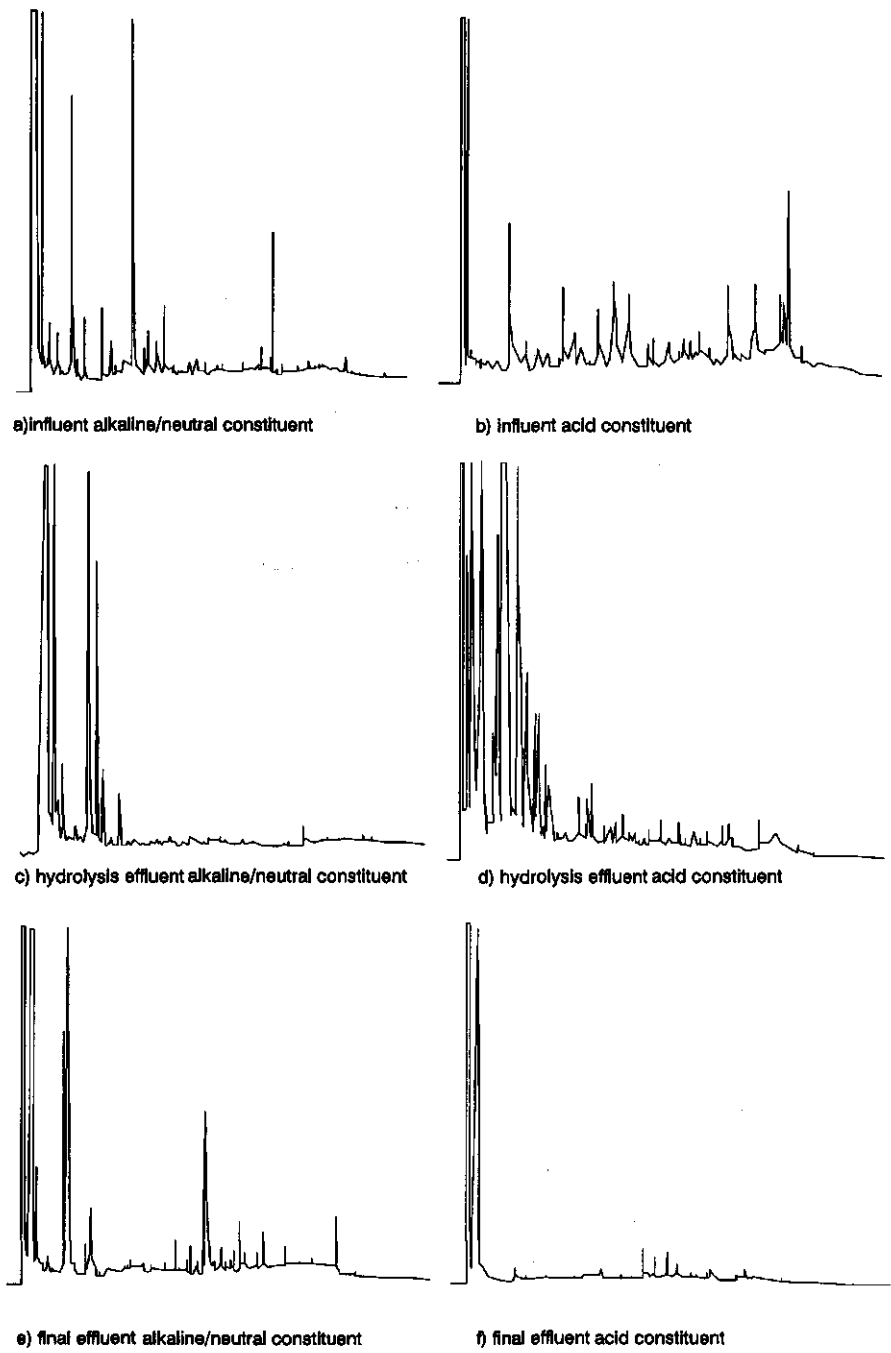 a)influent alkaline/neutral constituent
b) influent acid constituent
c) hydrolysis effluent alkaline/neutral constituent
d) hydrolysis effluent acid constituent
e) final effluent alkaline/neutral constituent
f) final effluent acid constituent